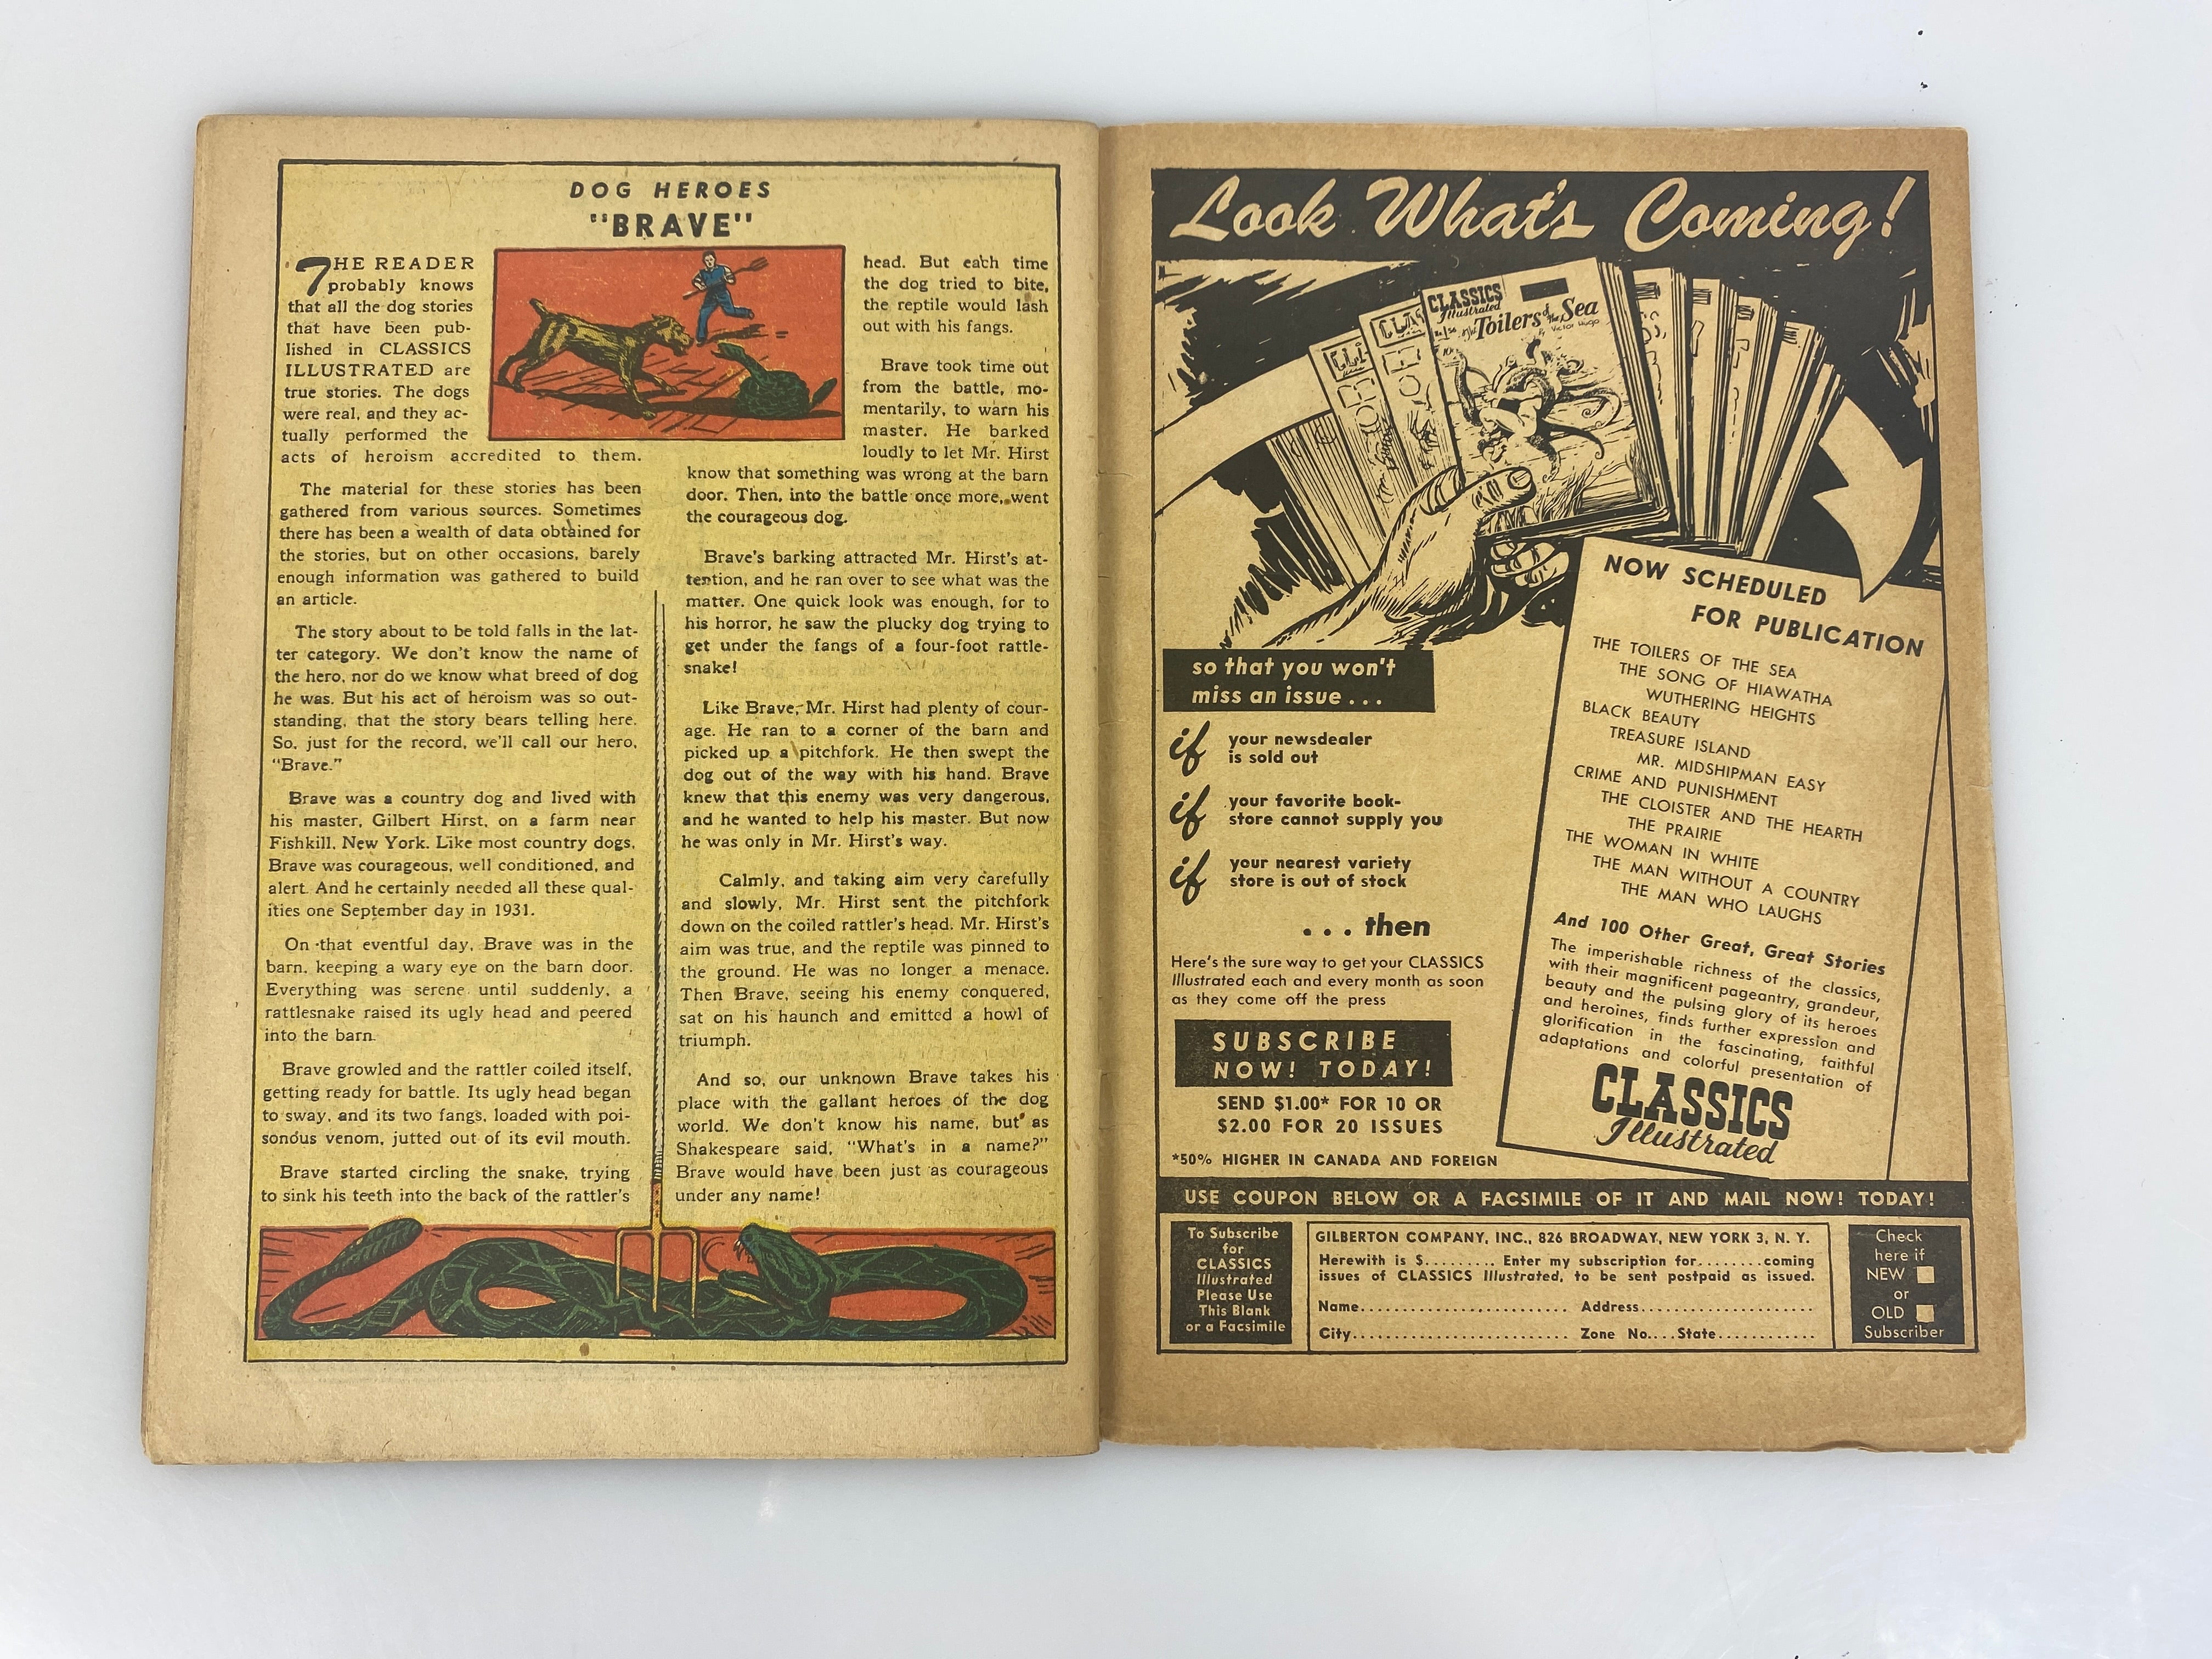 DOG HEROES
"BRAVE"
THE READER
probably knows
that all the dog stories
that have been pub-
lished in CLASSICS
ILLUSTRATED are
true stories. The dogs
were real, and they ac-
tually performed the
acts of heroism accredited to them.
The material for these stories has been
gathered from various sources. Sometimes
there has been a wealth of data obtained for
the stories, but on other occasions, barely
enough information was gathered to build
an article.
The story about to be told falls in the lat-
ter category. We don't know the name of
the hero, nor do we know what breed of dog
he was. But his act of heroism was so out-
standing, that the story bears telling here.
So, just for the record, we'll call our hero,
"Brave."
Brave was a country dog and lived with
his master, Gilbert Hirst, on a farm near
Fishkill, New York. Like most country dogs,
Brave was courageous, well conditioned, and
alert. And he certainly needed all these qual-
ities one September day in 1931.
On that eventful day, Brave was in the
barn, keeping a wary eye on the barn door.
Everything was serene until suddenly, a
rattlesnake raised its ugly head and peered
into the barn.
Brave growled and the rattler coiled itself,
getting ready for battle. Its ugly head began
to sway, and its two fangs, loaded with poi-
sonous venom, jutted out of its evil mouth.
Brave started circling the snake, trying
to sink his teeth into the back of the rattler's
head. But each time
the dog tried to bite,
the reptile would lash
out with his fangs.
Brave took time out
from the battle, mo-
mentarily, to warn his
master. He barked
loudly to let Mr. Hirst
know that something was wrong at the barn
door. Then, into the battle once more, went
the courageous dog.
Brave's barking attracted Mr. Hirst's at-
tention, and he ran over to see what was the
matter. One quick look was enough, for to
his horror, he saw the plucky dog trying to
get under the fangs of a four-foot rattle-
snake!
Like Brave, Mr. Hirst had plenty of cour-
age. He ran to a corner of the barn and
picked up a pitchfork. He then swept the
dog out of the way with his hand. Brave
knew that this enemy was very dangerous,
and he wanted to help his master. But now
he was only in Mr. Hirst's way.
Calmly, and taking aim very carefully
and slowly, Mr. Hirst sent the pitchfork
down on the coiled rattler's head. Mr. Hirst's
aim was true, and the reptile was pinned to
the ground. He was no longer a menace.
Then Brave, seeing his enemy conquered,
sat on his haunch and emitted a howl of
triumph.
And so, our unknown Brave takes his
place with the gallant heroes of the dog
world. We don't know his name, but as
Shakespeare said, "What's in a name?"
Brave would have been just as courageous
under any name!
Look What's Coming!
CLASSICS
Illustrated
Toilers of the Sea
By Victor Hugo
NOW SCHEDULED
FOR PUBLICATION
THE TOILERS OF THE SEA
THE SONG OF HIAWATHA
WUTHERING HEIGHTS
BLACK BEAUTY
TREASURE ISLAND
MR. MIDSHIPMAN EASY
CRIME AND PUNISHMENT
THE CLOISTER AND THE HEARTH
THE PRAIRIE
THE WOMAN IN WHITE
THE MAN WITHOUT A COUNTRY
THE MAN WHO LAUGHS
And 100 Other Great, Great Stories
The imperishable richness of the classics,
with their magnificent pageantry, grandeur,
beauty and the pulsing glory of its heroes
and heroines, finds further expression and
glorification in the fascinating, faithful
adaptations and colorful presentation of
CLASSICS
Illustrated
so that you won't
miss an issue . . .
if your newsdealer
is sold out
if your favorite book-
store cannot supply you
if your nearest variety
store is out of stock
. . . then
Here's the sure way to get your CLASSICS
Illustrated each and every month as soon
as they come off the press
SUBSCRIBE
NOW! TODAY!
SEND $1.00* FOR 10 OR
$2.00 FOR 20 ISSUES
*50% HIGHER IN CANADA AND FOREIGN
USE COUPON BELOW OR A FACSIMILE OF IT AND MAIL NOW! TODAY!
To Subscribe
for
CLASSICS
Illustrated
Please Use
This Blank
or a Facsimile
GILBERTON COMPANY, INC., 826 BROADWAY, NEW YORK 3, N. Y.
Herewith is $......... Enter my subscription for........coming
issues of CLASSICS Illustrated, to be sent postpaid as issued.
Name............................ Address.......................
City............................. Zone No....State.............
Check
here if
NEW
or
OLD
Subscriber